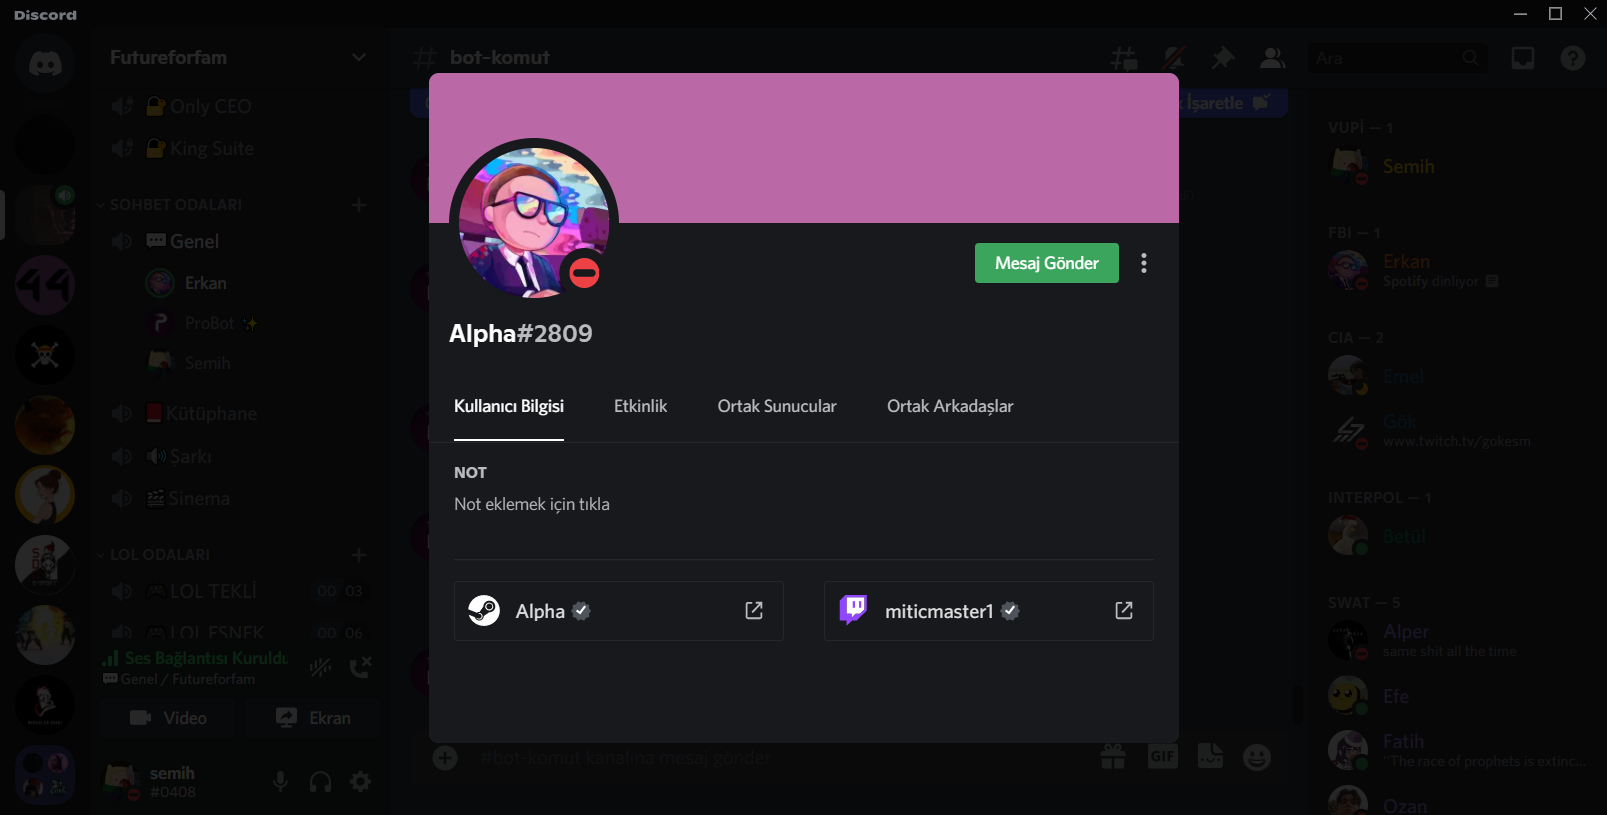 Discord
Futureforfam
Only CEO
King Suite
SOHBET ODALARI
Genel
Erkan
ProBot
Semih
Kütüphane
Şarkı
Sinema
LOL ODALARI
LOL TEKLİ
00 03
LOL ESNEK
00 06
Ses Bağlantısı Kuruldu
Genel / Futureforfam
Video
Ekran
semih
#0408
44
bot-komut
Ara
k İşaretle
Alpha#2809
Mesaj Gönder
Kullanıcı Bilgisi
Etkinlik
Ortak Sunucular
Ortak Arkadaşlar
NOT
Not eklemek için tıkla
Alpha
miticmaster1
#bot-komut kanalına mesaj gönder
GIF
VUPİ — 1
Semih
FBI — 1
Erkan
Spotify dinliyor
CIA — 2
Emel
Gök
www.twitch.tv/gokesm
INTERPOL — 1
Betül
SWAT — 5
Alper
same shit all the time
Efe
Fatih
"The race of prophets is extinc...
Ozan